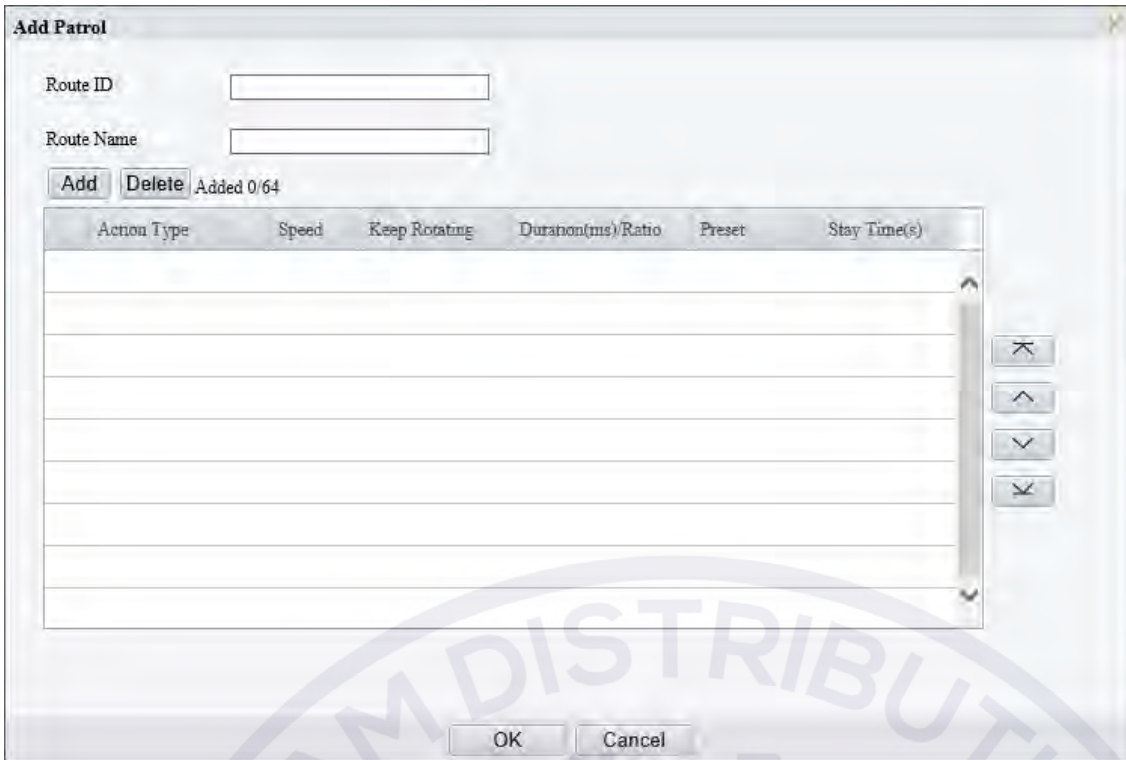 Add Patrol
Route ID
Route Name
Add Delete Added 0/64
Action Type Speed Keep Rotating Duration(ms)/Ratio Preset Stay Time(s)
OK Cancel
M DISTRIBUTI